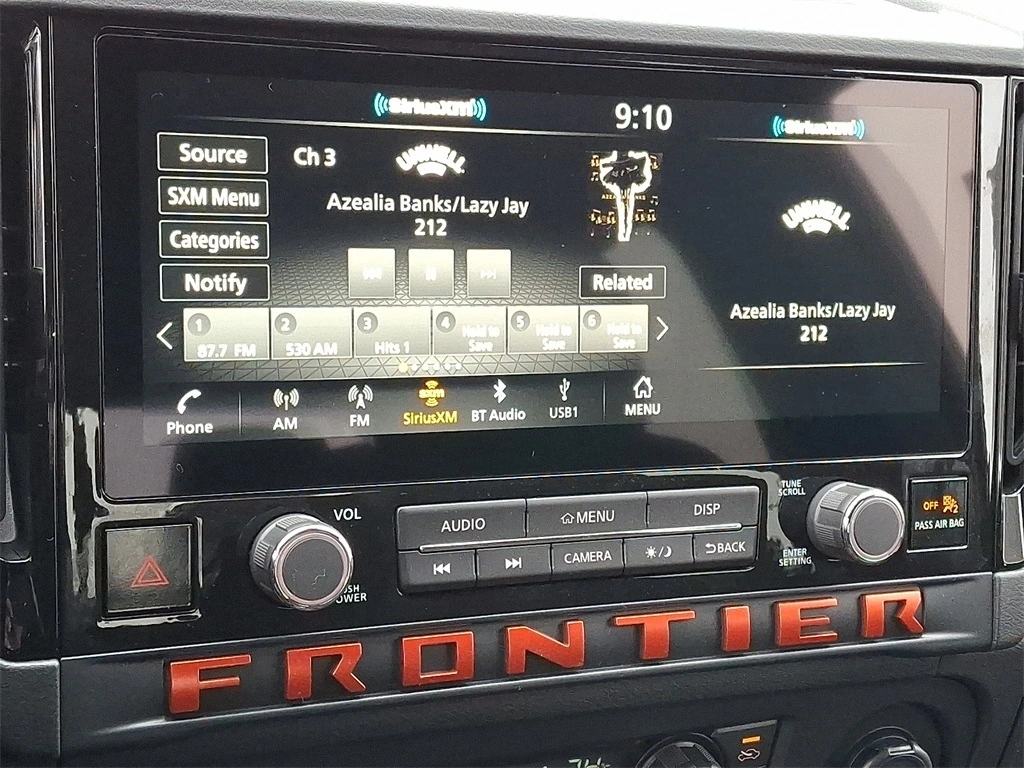 SiriusXM
9:10
SiriusXM
Source
Ch 3
UNWELL
SXM Menu
Azealia Banks/Lazy Jay
212
UNWELL
Categories
Notify
Related
Azealia Banks/Lazy Jay
212
1 87.7 FM
2 530 AM
3 Hits 1
4 Hold to Save
5 Hold to Save
6 Hold to Save
Phone
AM
FM
SXM
SiriusXM
BT Audio
USB1
MENU
VOL
AUDIO
MENU
DISP
TUNE
SCROLL
OFF
2
PASS AIR BAG
CAMERA
BACK
ENTER
SETTING
FRONTIER